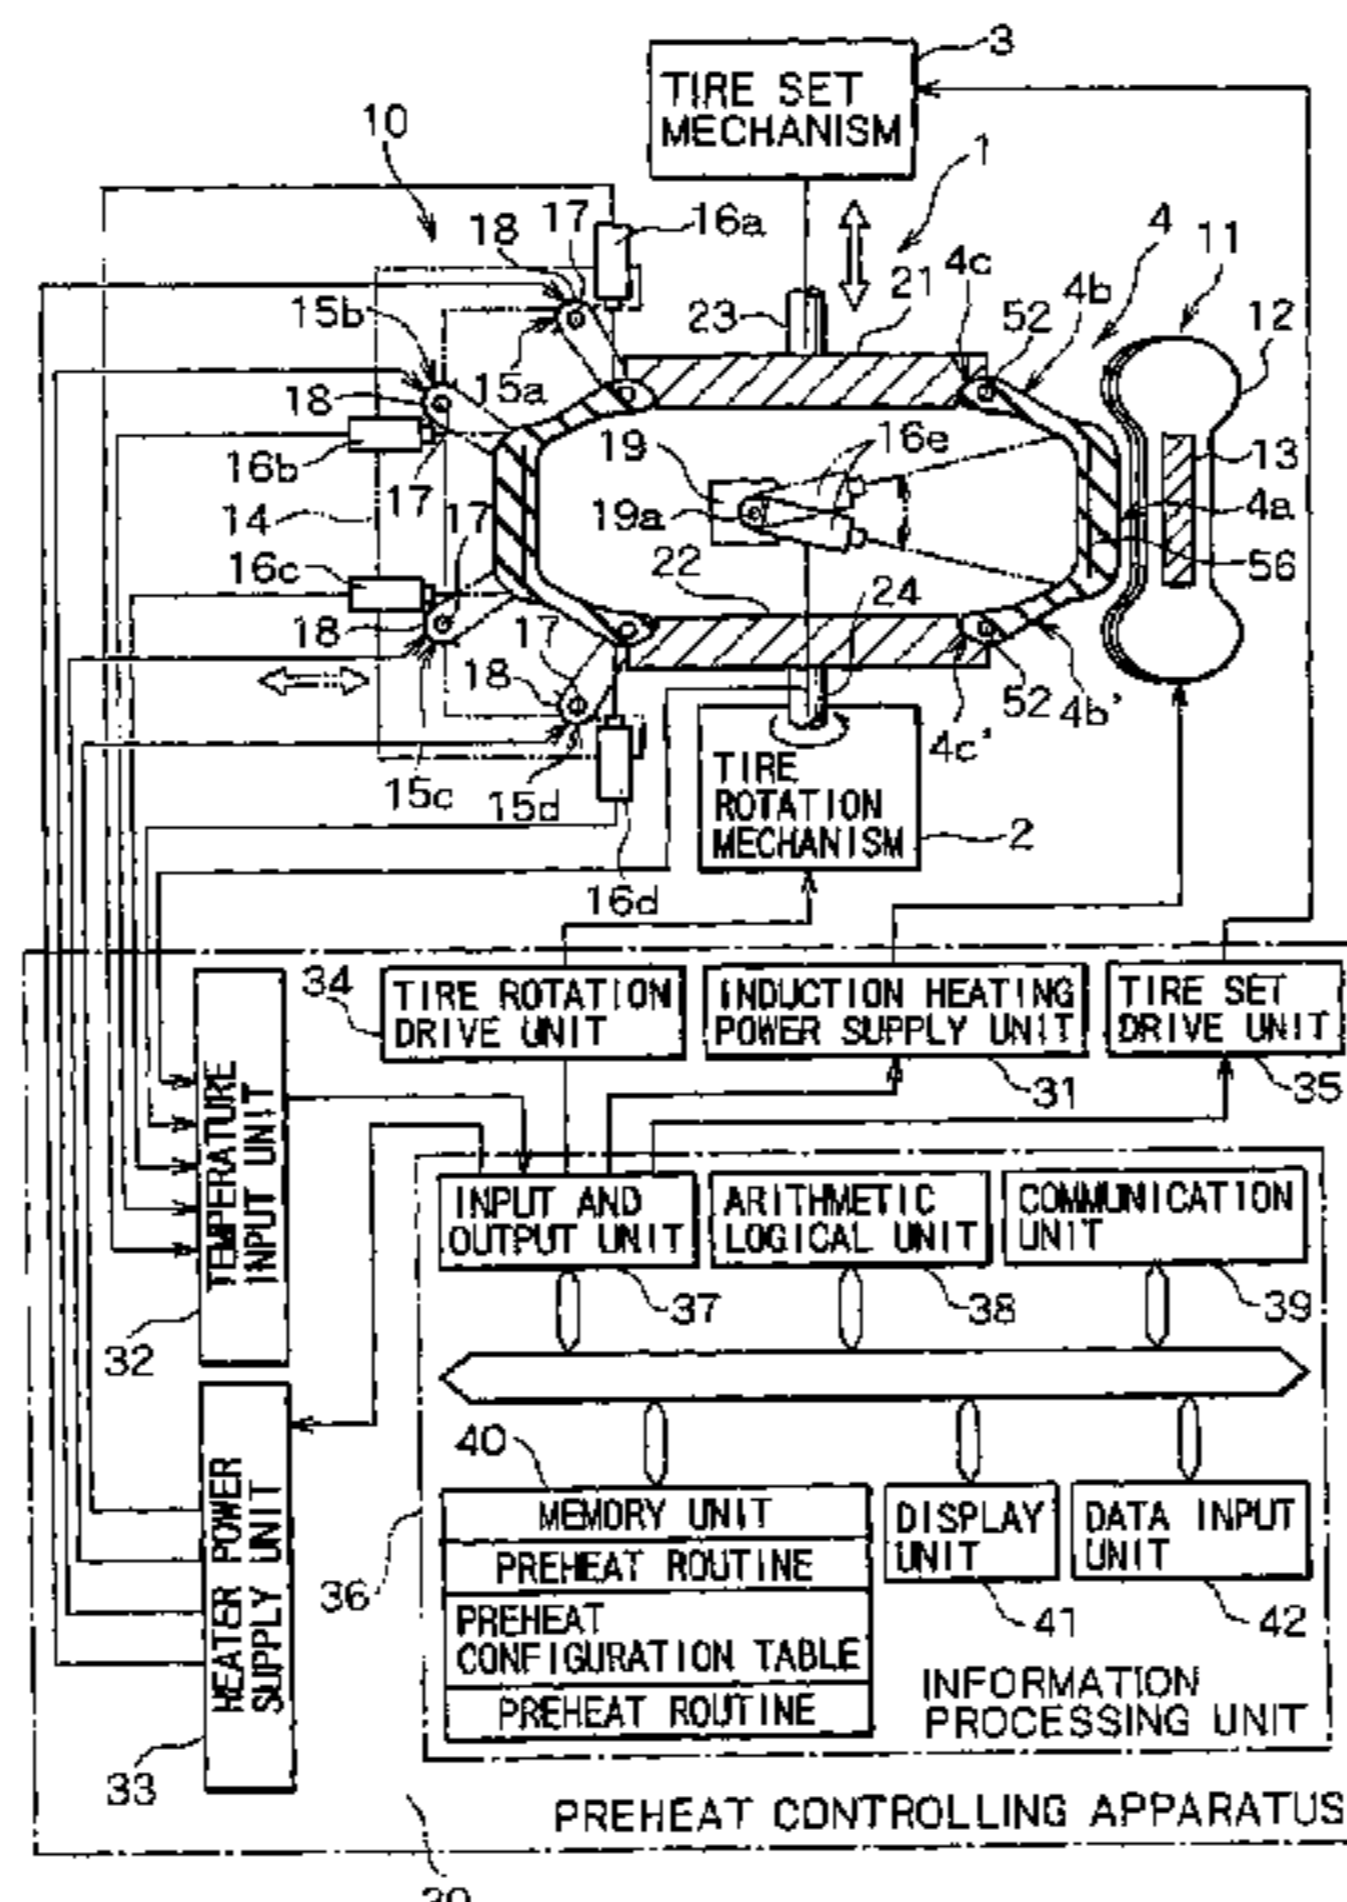 3
TIRE SET
MECHANISM
10
1
17
16a
18
4
11
4c
21
4b
15b
23
52
12
15a
18
19
16e
13
16b
17
17
14
19a
4a
16c
22
24
56
18
17
18
52
4b'
4c'
15c
15d
TIRE
ROTATION
MECHANISM
2
16d
34
TIRE ROTATION
DRIVE UNIT
INDUCTION HEATING
POWER SUPPLY UNIT
TIRE SET
DRIVE UNIT
31
35
TEMPERATURE
INPUT UNIT
INPUT AND
OUTPUT UNIT
ARITHMETIC
LOGICAL UNIT
COMMUNICATION
UNIT
37
38
39
32
40
HEATER POWER
SUPPLY UNIT
MEMORY UNIT
PREHEAT ROUTINE
PREHEAT
CONFIGURATION TABLE
PREHEAT ROUTINE
DISPLAY
UNIT
DATA INPUT
UNIT
36
41
42
INFORMATION
PROCESSING UNIT
33
PREHEAT CONTROLLING APPARATUS